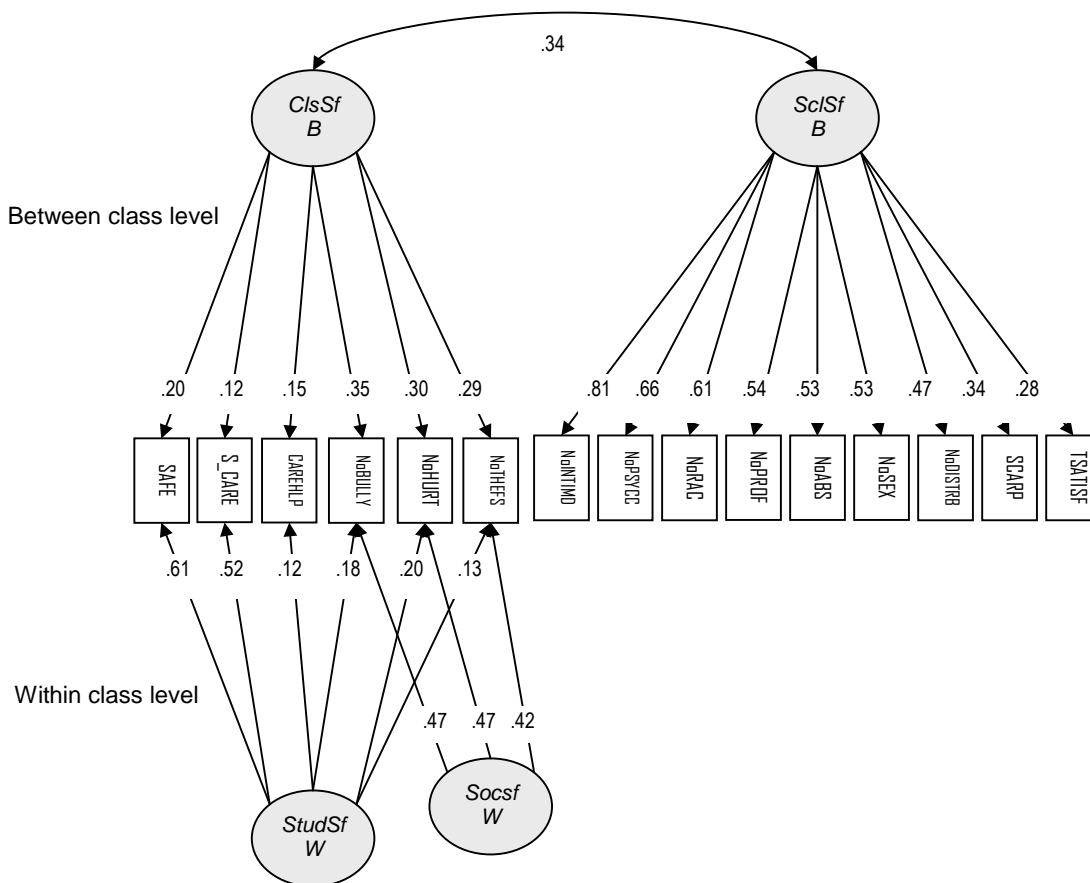 .34
ClsSf
B
SclSf
B
Between class level
.20 .12 .15 .35 .30 .29 .81 .66 .61 .54 .53 .53 .47 .34 .28
SAFE
S_CARE
CAREHLP
NoBULLY
NoHURT
NoTHEFS
NoINTIMD
NoPSYCC
NoRAC
NoPROF
NoABS
NoSEX
NoDISTRB
SCARP
TSATISF
.61 .52 .12 .18 .20 .13
Within class level
.47 .47 .42
Socsf
W
StudSf
W